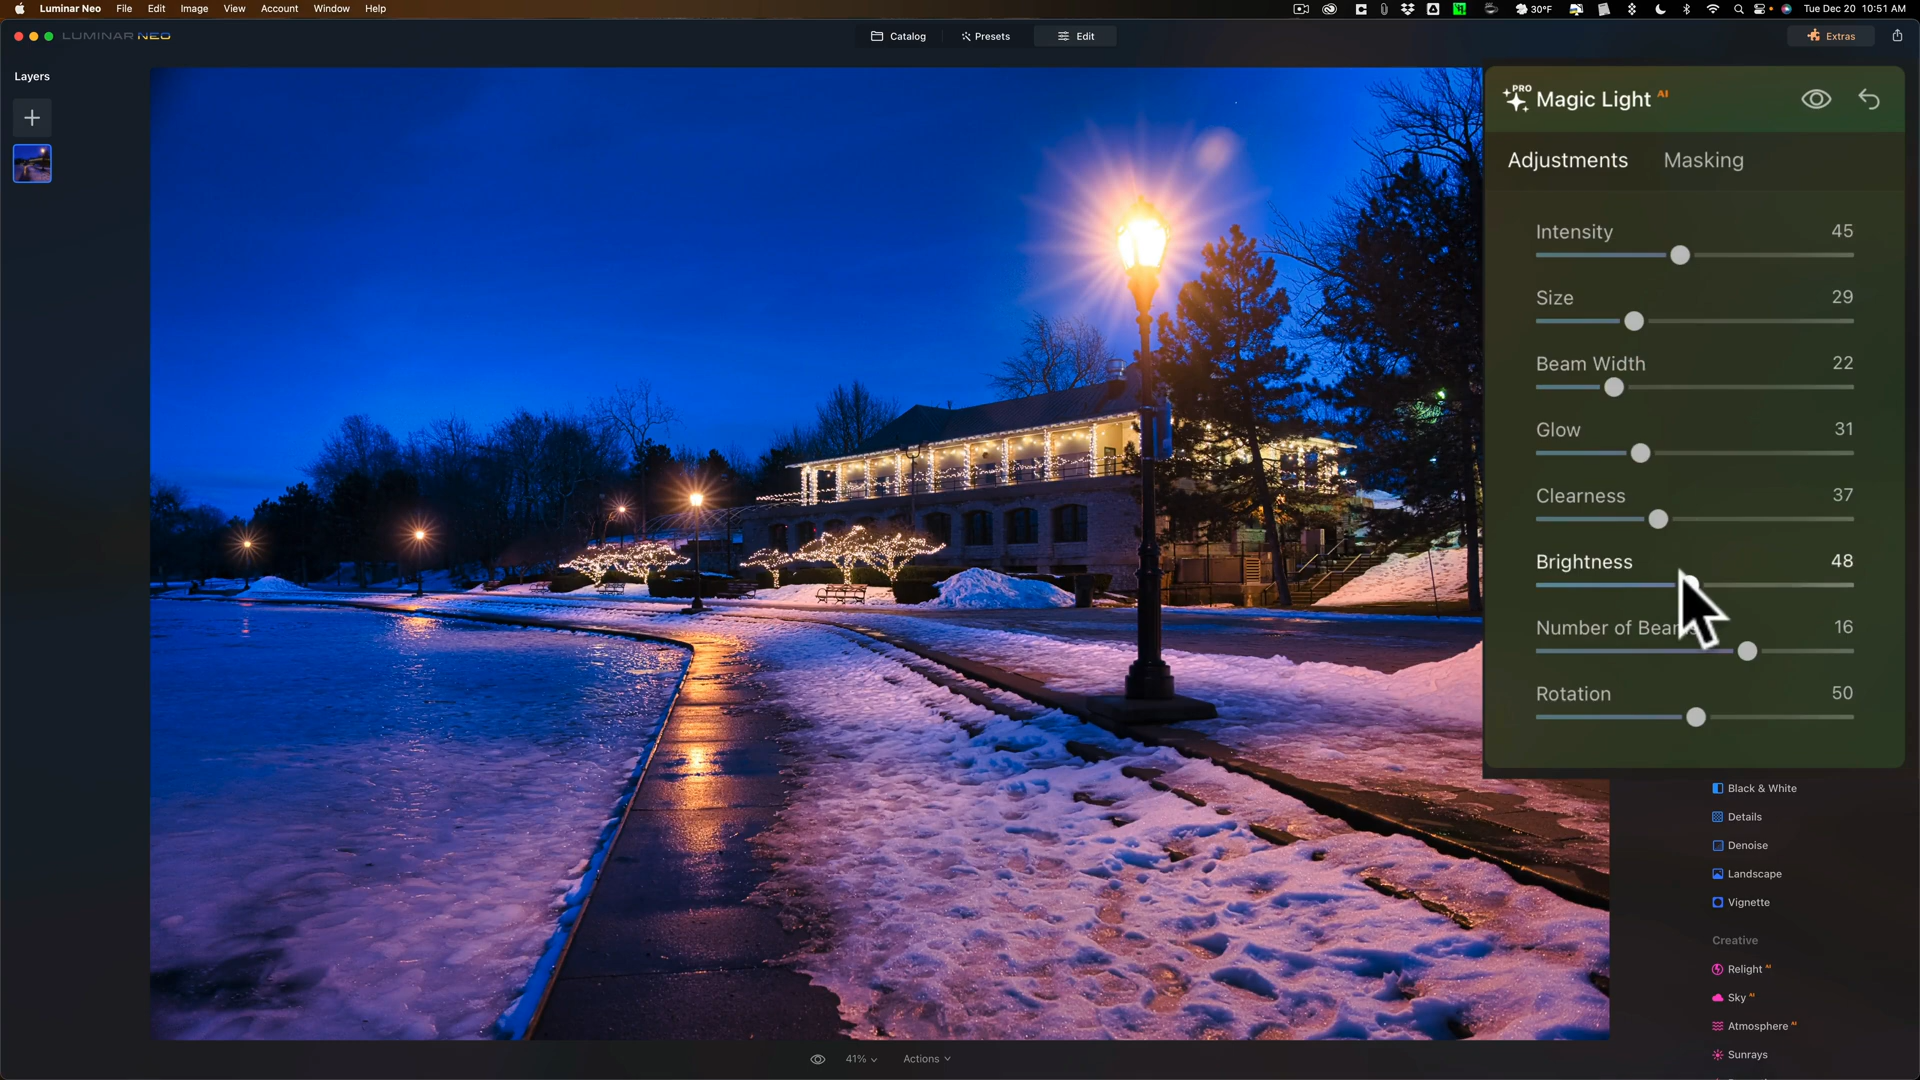 Luminar Neo File Edit Image View Account Window Help 30°F Tue Dec 20 10:51 AM
LUMINAR NEO Catalog Presets Edit Extras
Layers
PRO Magic Light AI
Adjustments Masking
Intensity 45
Size 29
Beam Width 22
Glow 31
Clearness 37
Brightness 48
Number of 16
Rotation 50
Black & White
Details
Denoise
Landscape
Vignette
Creative
Relight AI
Sky AI
Atmosphere AI
Sunrays
41% Actions